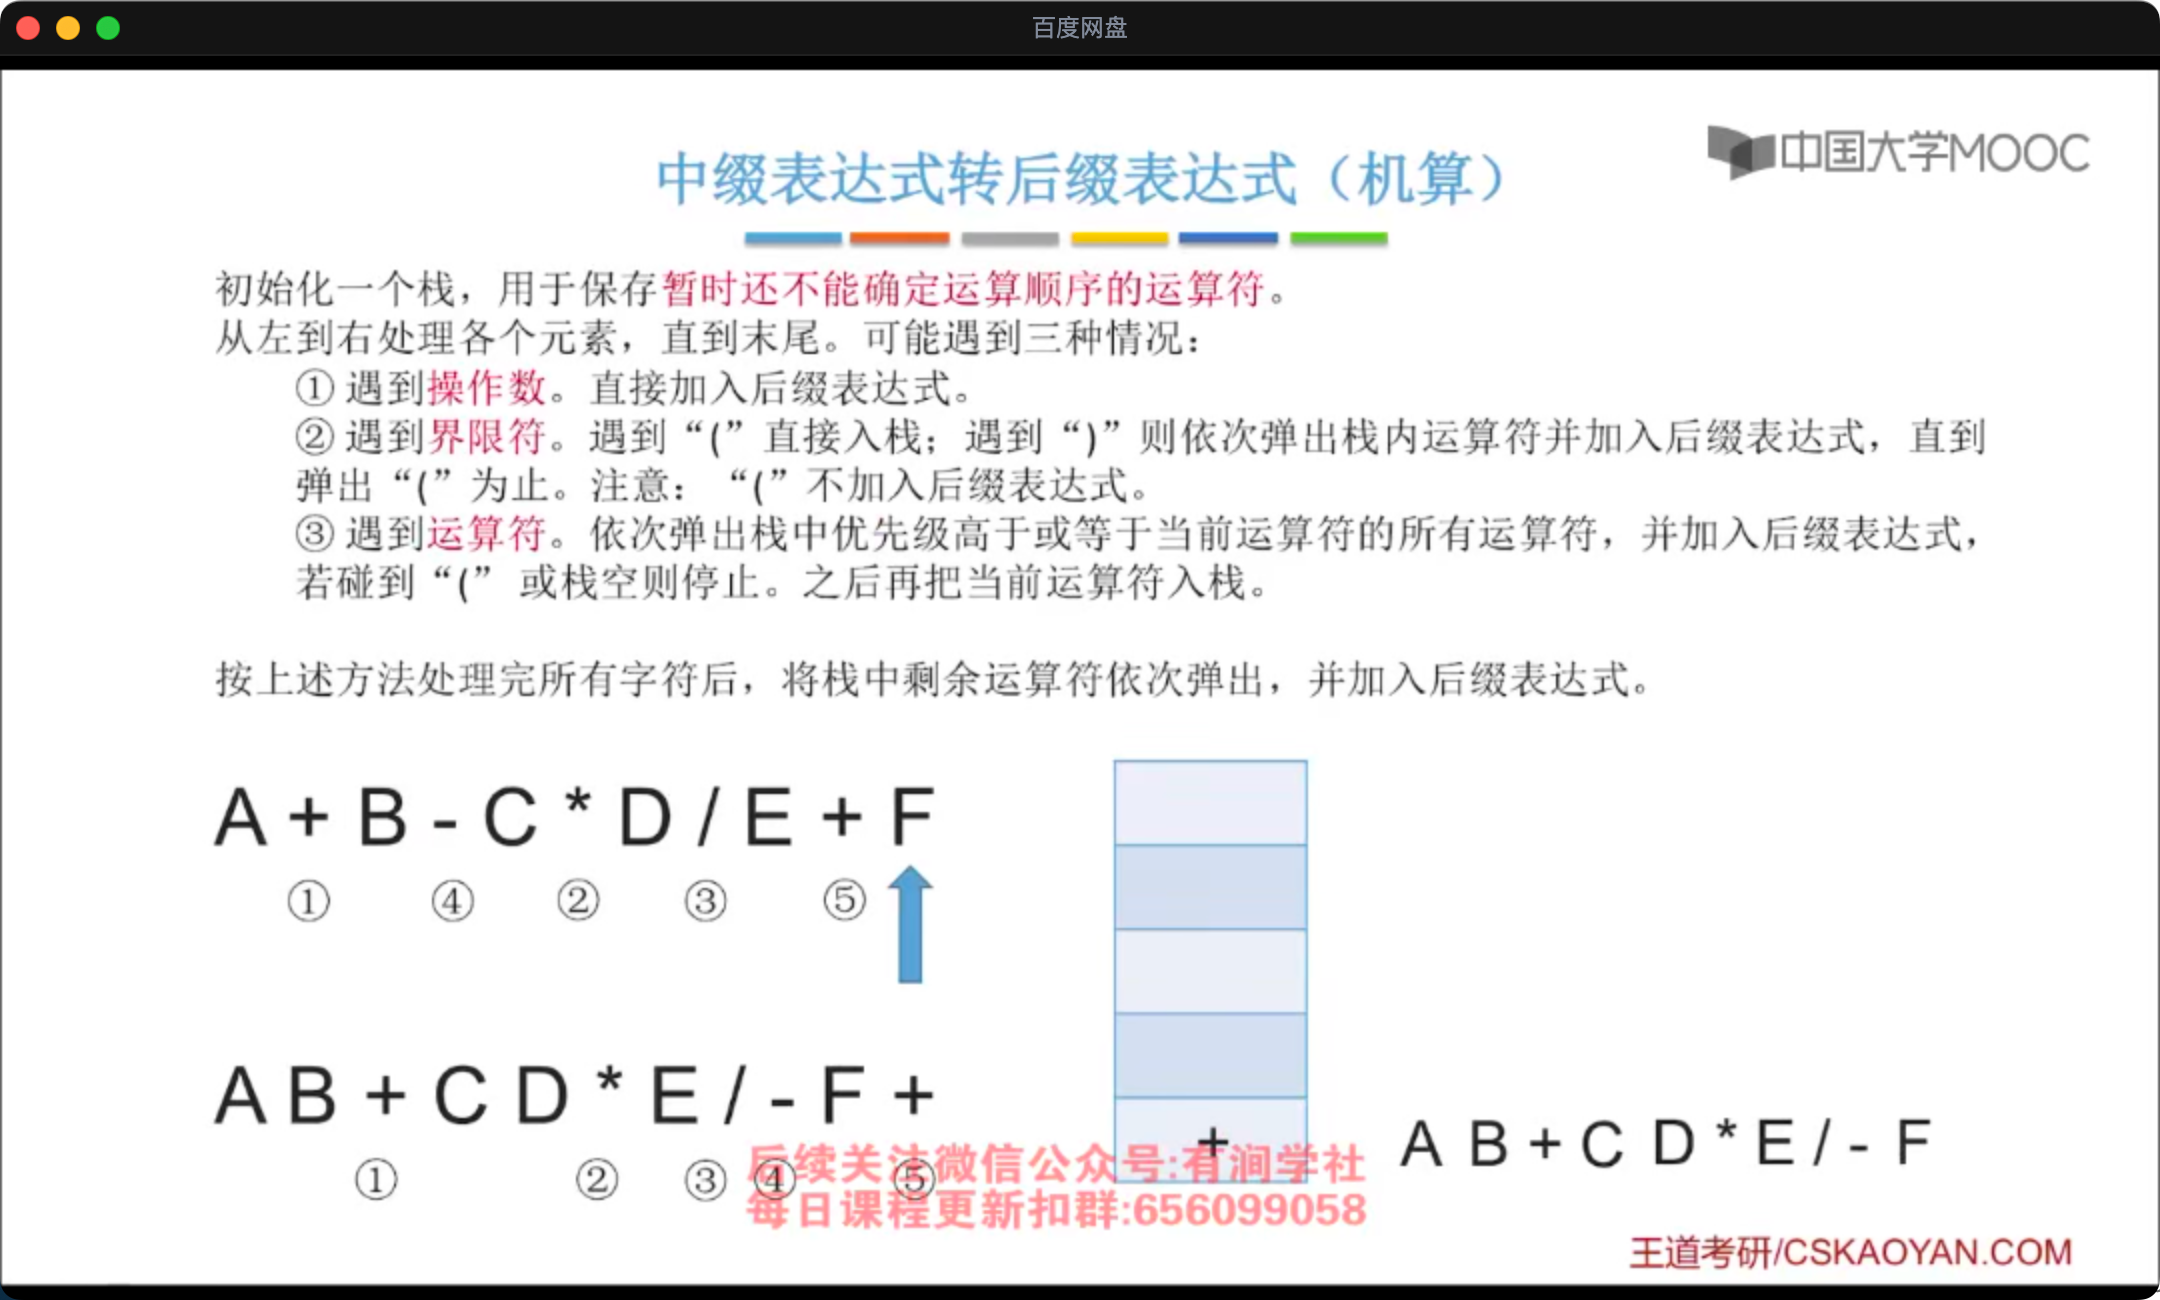 百度网盘
中国大学MOOC
中缀表达式转后缀表达式（机算）
初始化一个栈，用于保存暂时还不能确定运算顺序的运算符。
从左到右处理各个元素，直到末尾。可能遇到三种情况：
① 遇到操作数。直接加入后缀表达式。
② 遇到界限符。遇到“(”直接入栈；遇到“)”则依次弹出栈内运算符并加入后缀表达式，直到
弹出“(”为止。注意：“(”不加入后缀表达式。
③ 遇到运算符。依次弹出栈中优先级高于或等于当前运算符的所有运算符，并加入后缀表达式，
若碰到“(” 或栈空则停止。之后再把当前运算符入栈。
按上述方法处理完所有字符后，将栈中剩余运算符依次弹出，并加入后缀表达式。
A + B - C * D / E + F
① ④ ② ③ ⑤
A B + C D * E / - F +
① ② ③ ④ ⑤
+
A B + C D * E / - F
后续关注微信公众号:有涧学社
每日课程更新扣群:656099058
王道考研/CSKAOYAN.COM